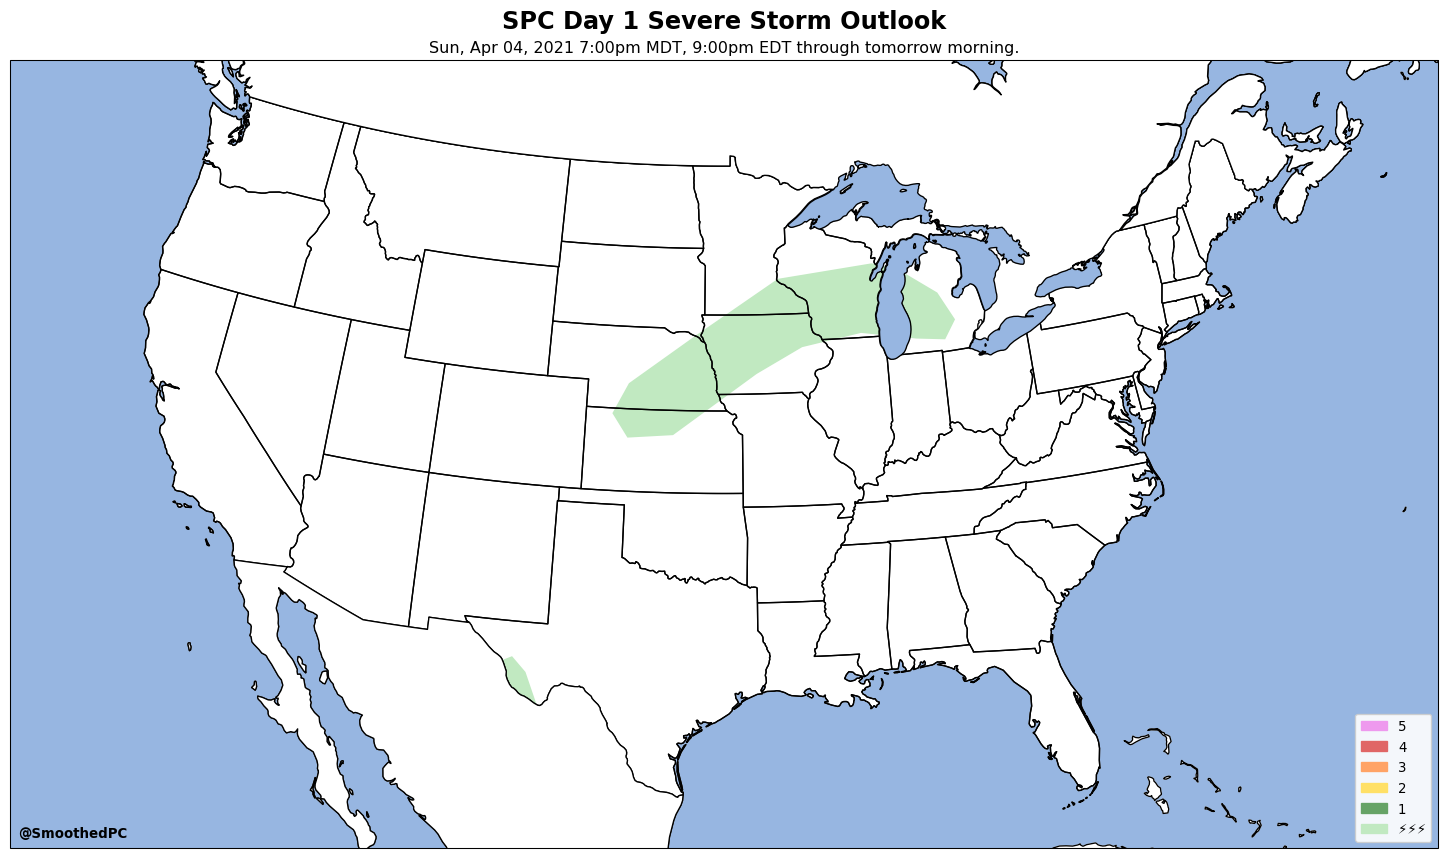 SPC Day 1 Severe Storm Outlook
Sun, Apr 04, 2021 7:00pm MDT, 9:00pm EDT through tomorrow morning.
5
4
3
2
1
⚡⚡⚡
@SmoothedPC